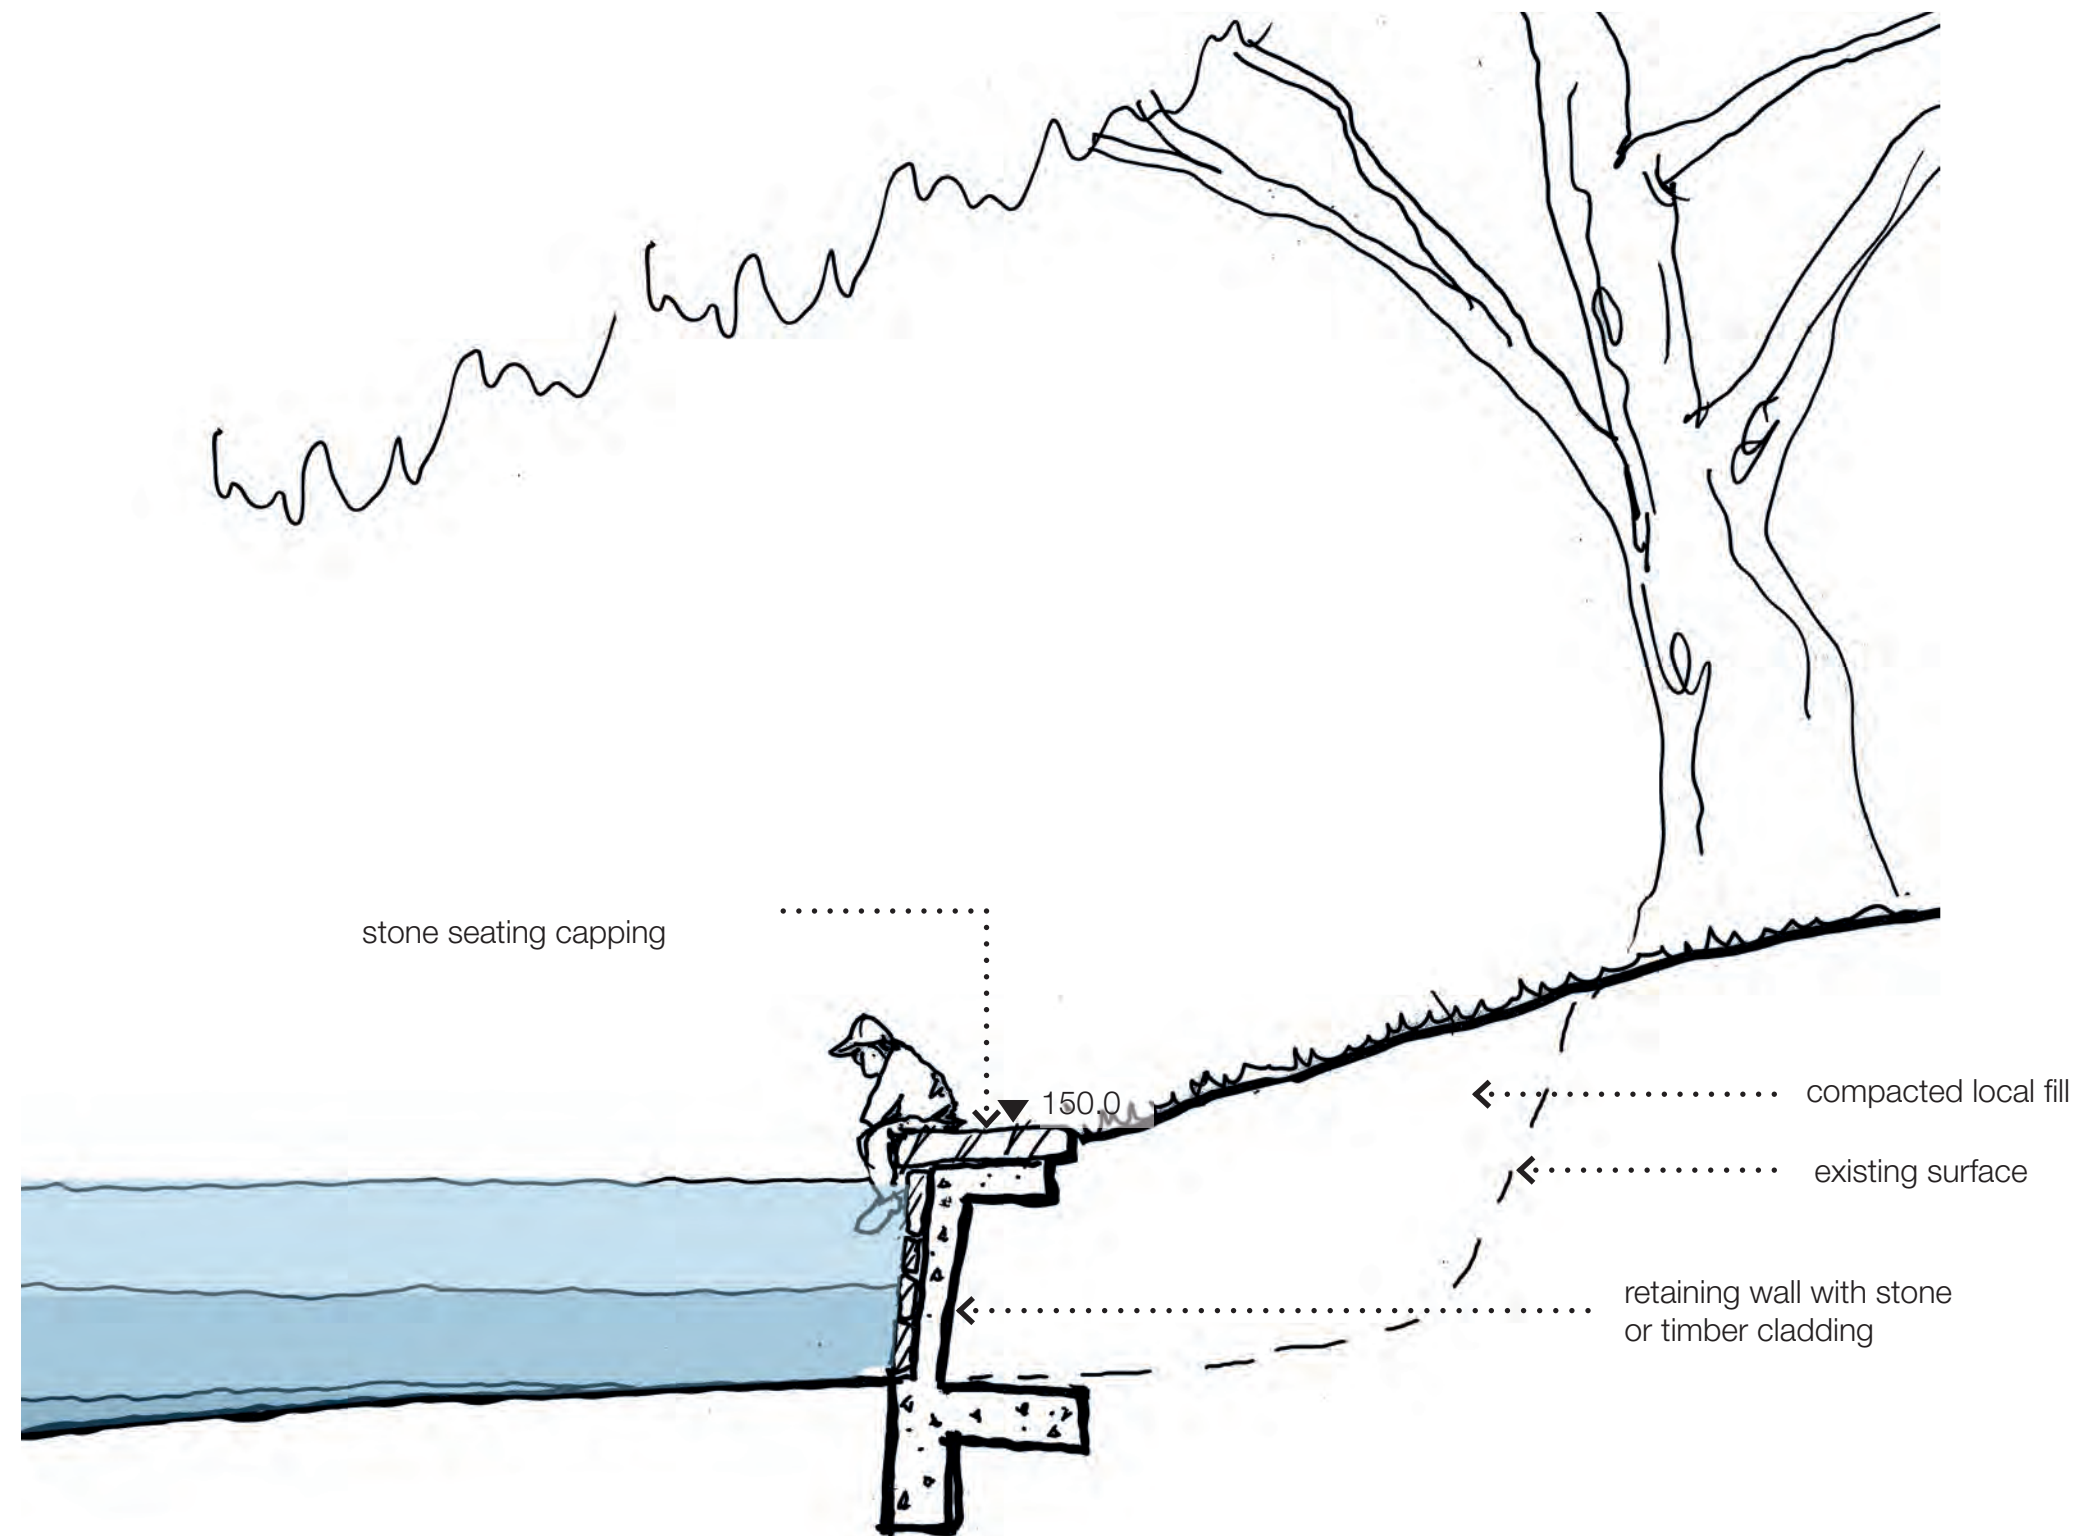 stone seating capping
150.0
compacted local fill
existing surface
retaining wall with stone
or timber cladding